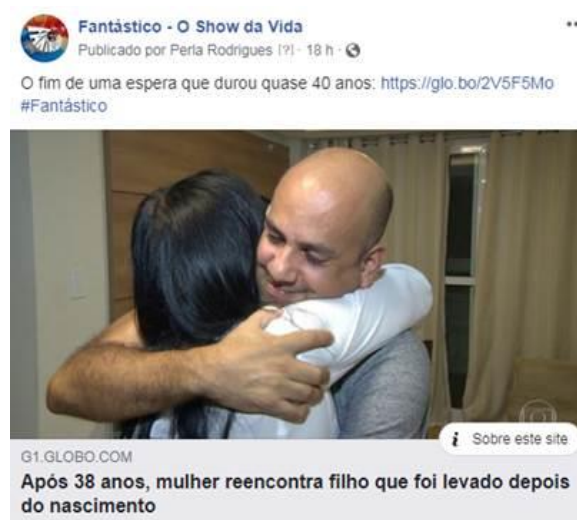 Fantástico - O Show da Vida
Publicado por Perla Rodrigues [?] · 18 h ·
O fim de uma espera que durou quase 40 anos: https://glo.bo/2V5F5Mo
#Fantástico
i Sobre este site
G1.GLOBO.COM
Após 38 anos, mulher reencontra filho que foi levado depois
do nascimento